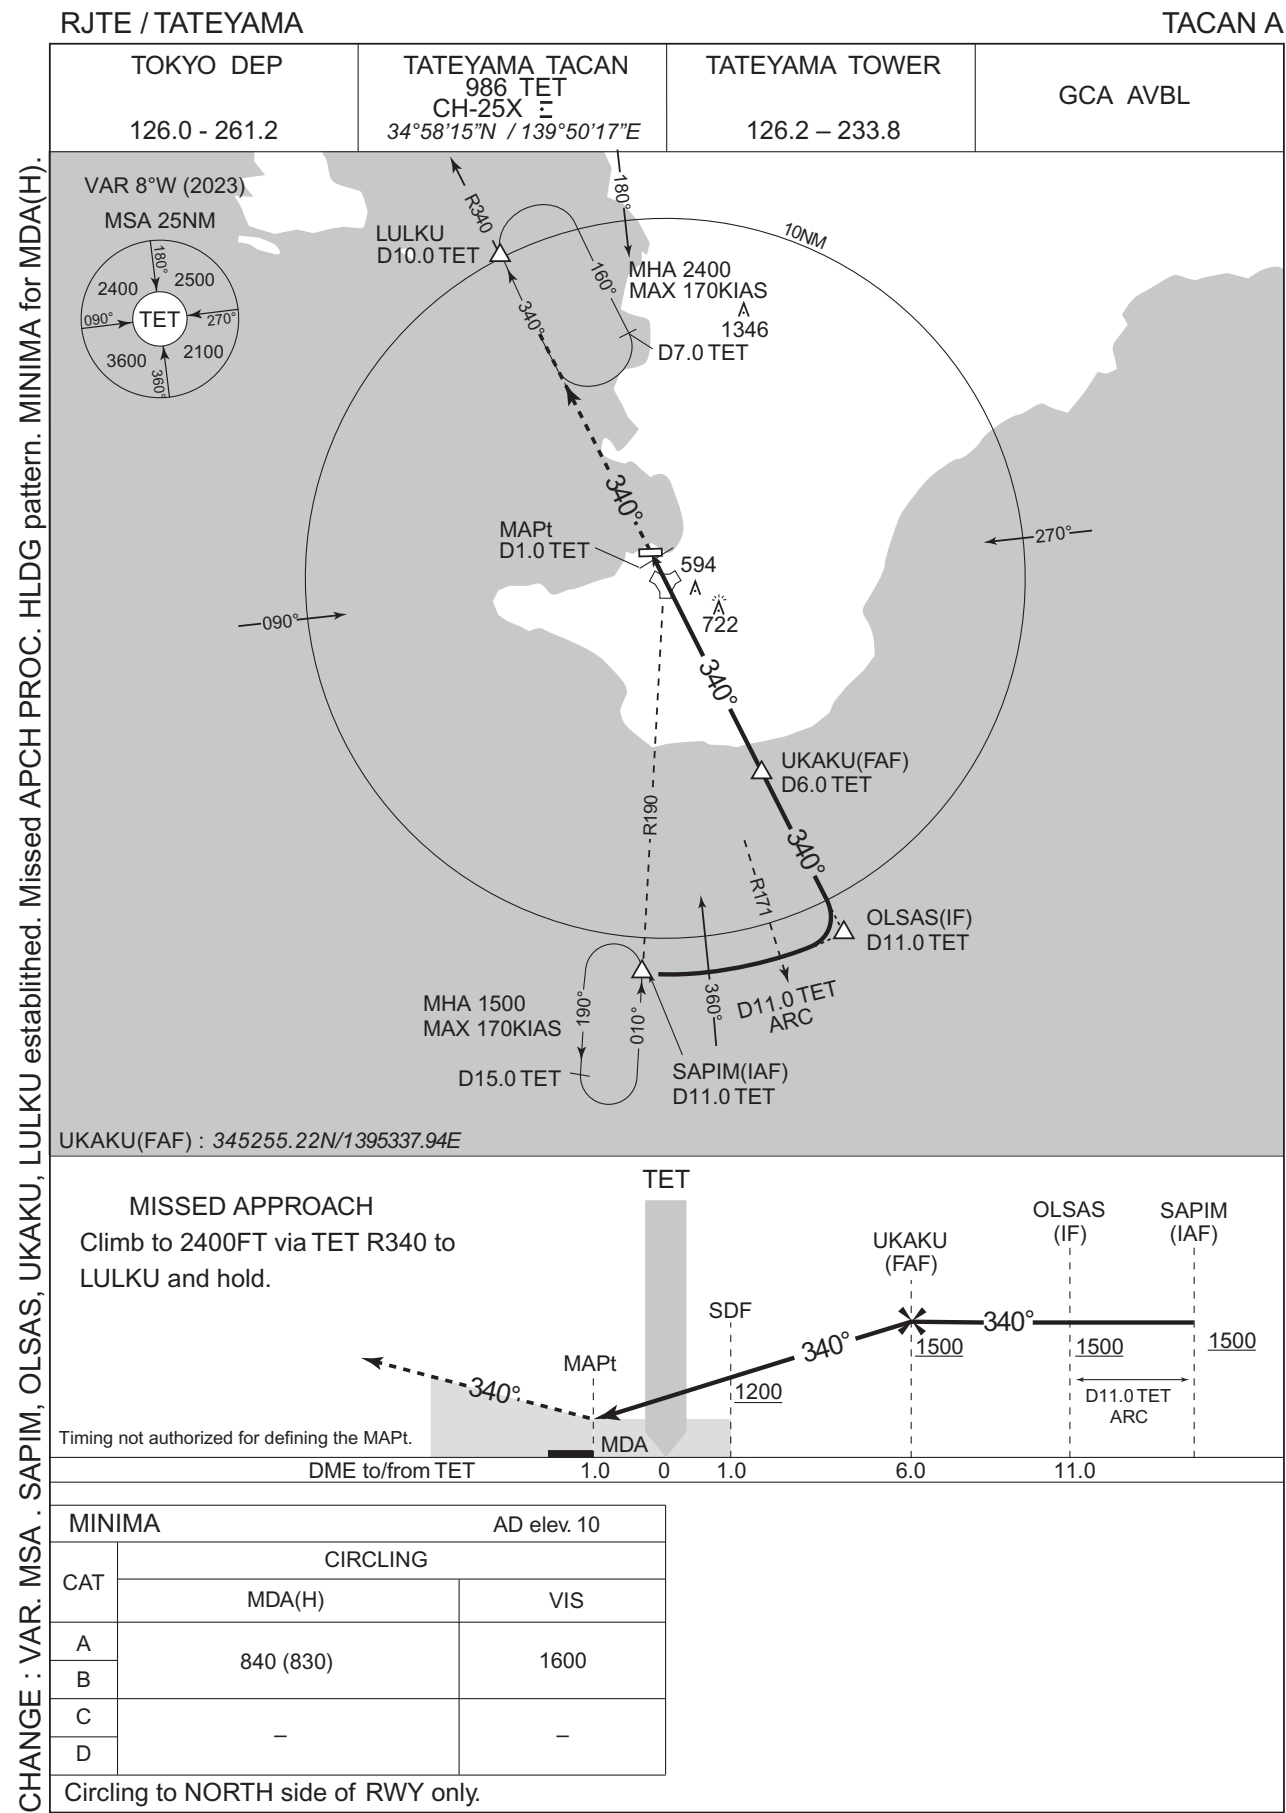 RJTE / TATEYAMA
TACAN A
TOKYO DEP
126.0 - 261.2
TATEYAMA TACAN
986 TET
CH-25X
34°58’15”N / 139°50’17”E
TATEYAMA TOWER
126.2 – 233.8
GCA AVBL
CHANGE : VAR. MSA . SAPIM, OLSAS, UKAKU, LULKU establithed. Missed APCH PROC. HLDG pattern. MINIMA for MDA(H).
VAR 8°W (2023)
MSA 25NM
180°
2400
2500
090°
TET
270°
3600
2100
360°
R340
180°
LULKU
D10.0 TET
10NM
160°
MHA 2400
MAX 170KIAS
340°
1346
D7.0 TET
340°
MAPt
D1.0 TET
270°
594
722
090°
340°
UKAKU(FAF)
D6.0 TET
R190
340°
R171
OLSAS(IF)
D11.0 TET
MHA 1500
MAX 170KIAS
190°
010°
360°
D11.0 TET
ARC
D15.0 TET
SAPIM(IAF)
D11.0 TET
UKAKU(FAF) : 345255.22N/1395337.94E
MISSED APPROACH
Climb to 2400FT via TET R340 to
LULKU and hold.
TET
OLSAS
(IF)
SAPIM
(IAF)
UKAKU
(FAF)
SDF
340°
340°
1500
1500
1500
MAPt
340°
1200
D11.0 TET
ARC
Timing not authorized for defining the MAPt.
MDA
DME to/from TET
1.0
0
1.0
6.0
11.0
MINIMA
AD elev. 10
CAT
CIRCLING
MDA(H)
VIS
A
B
840 (830)
1600
C
D
–
–
Circling to NORTH side of RWY only.